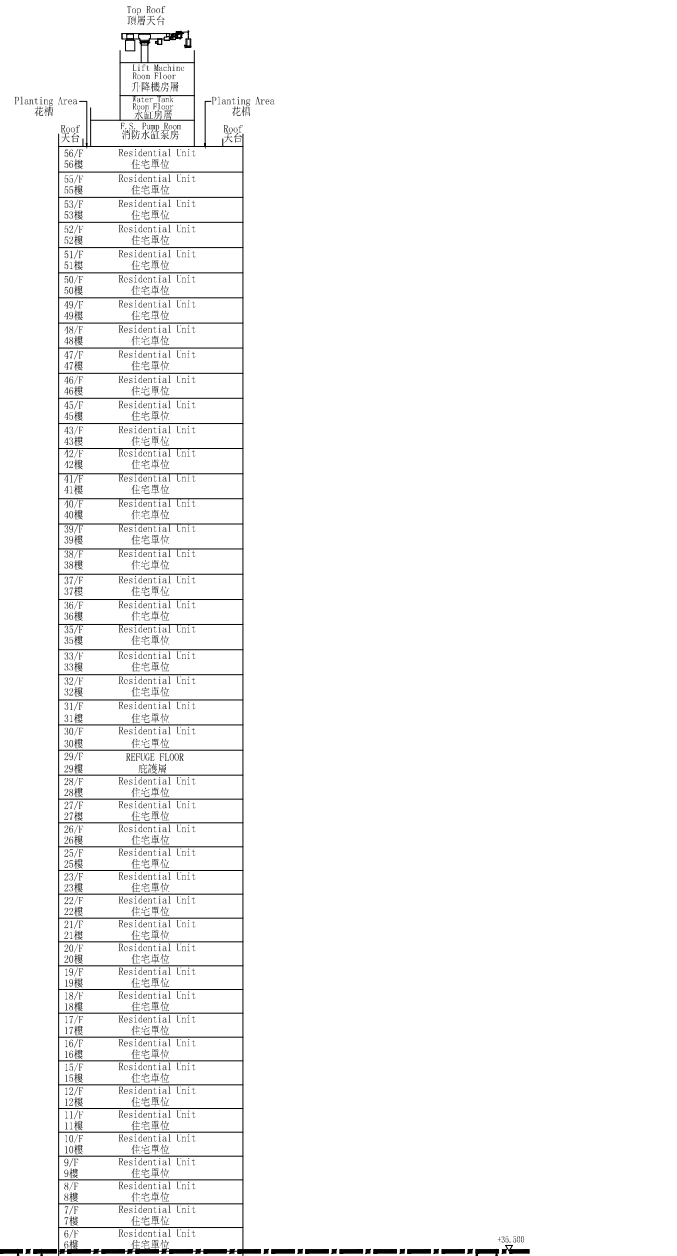 Top Roof
頂層天台
Lift Machine
Room Floor
升降機房層
Planting Area
花槽
Water Tank
Room Floor
水缸房層
Planting Area
花槽
Roof
天台
F.S. Pump Room
消防水缸泵房
Roof
天台
56/F Residential Unit
56樓 住宅單位
55/F Residential Unit
55樓 住宅單位
53/F Residential Unit
53樓 住宅單位
52/F Residential Unit
52樓 住宅單位
51/F Residential Unit
51樓 住宅單位
50/F Residential Unit
50樓 住宅單位
49/F Residential Unit
49樓 住宅單位
48/F Residential Unit
48樓 住宅單位
47/F Residential Unit
47樓 住宅單位
46/F Residential Unit
46樓 住宅單位
45/F Residential Unit
45樓 住宅單位
43/F Residential Unit
43樓 住宅單位
42/F Residential Unit
42樓 住宅單位
41/F Residential Unit
41樓 住宅單位
40/F Residential Unit
40樓 住宅單位
39/F Residential Unit
39樓 住宅單位
38/F Residential Unit
38樓 住宅單位
37/F Residential Unit
37樓 住宅單位
36/F Residential Unit
36樓 住宅單位
35/F Residential Unit
35樓 住宅單位
33/F Residential Unit
33樓 住宅單位
32/F Residential Unit
32樓 住宅單位
31/F Residential Unit
31樓 住宅單位
30/F Residential Unit
30樓 住宅單位
29/F REFUGE FLOOR
29樓 庇護層
28/F Residential Unit
28樓 住宅單位
27/F Residential Unit
27樓 住宅單位
26/F Residential Unit
26樓 住宅單位
25/F Residential Unit
25樓 住宅單位
23/F Residential Unit
23樓 住宅單位
22/F Residential Unit
22樓 住宅單位
21/F Residential Unit
21樓 住宅單位
20/F Residential Unit
20樓 住宅單位
19/F Residential Unit
19樓 住宅單位
18/F Residential Unit
18樓 住宅單位
17/F Residential Unit
17樓 住宅單位
16/F Residential Unit
16樓 住宅單位
15/F Residential Unit
15樓 住宅單位
12/F Residential Unit
12樓 住宅單位
11/F Residential Unit
11樓 住宅單位
10/F Residential Unit
10樓 住宅單位
9/F Residential Unit
9樓 住宅單位
8/F Residential Unit
8樓 住宅單位
7/F Residential Unit
7樓 住宅單位
6/F Residential Unit
6樓 住宅單位
+35.500